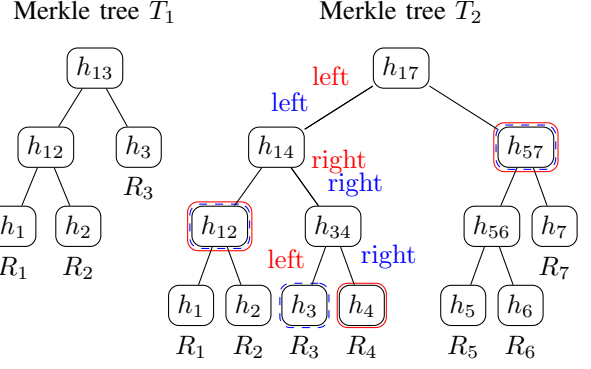 Merkle tree T₁ Merkle tree T₂
h₁₃ left h₁₇
left
h₁₂ h₃ h₁₄ right h₅₇
R₃ right
h₁ h₂ h₁₂ h₃₄ h₅₆ h₇
R₁ R₂ left right R₇
h₁ h₂ h₃ h₄ h₅ h₆
R₁ R₂ R₃ R₄ R₅ R₆